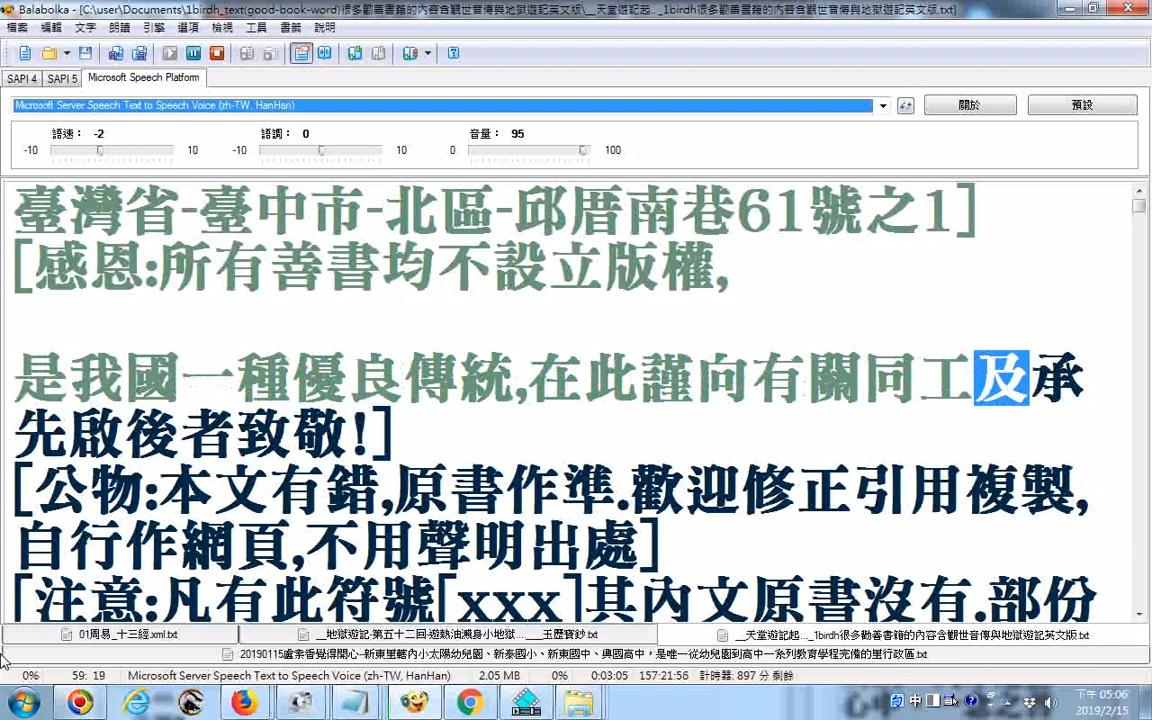 Balabolka - [C:\user\Documents\1birdh_text(good-book-word)很多勸善書籍的內容含觀世音傳與地獄遊記英文版\__天堂遊記起..._1birdh很多勸善書籍的內容含觀世音傳與地獄遊記英文版.txt]
檔案 編輯 文字 朗讀 引擎 選項 檢視 工具 書籤 說明
SAPI 4 SAPI 5 Microsoft Speech Platform
Microsoft Server Speech Text to Speech Voice (zh-TW, HanHan) 關於 預設
語速： -2 語調： 0 音量： 95
-10 10 -10 10 0 100
臺灣省-臺中市-北區-邱厝南巷61號之1]
[感恩:所有善書均不設立版權,
是我國一種優良傳統,在此謹向有關同工及承
先啟後者致敬!]
[公物:本文有錯,原書作準.歡迎修正引用複製,
自行作網頁,不用聲明出處]
[注意:凡有此符號[xxx]其內文原書沒有.部份
01周易_十三經.xml.txt __地獄遊記-第五十二回-遊熱油濺身小地獄...____玉歷寶鈔.txt __天堂遊記起..._1birdh很多勸善書籍的內容含觀世音傳與地獄遊記英文版.txt
20190115盧素香覺得開心--新東里轄內小太陽幼兒園、新泰國小、新東國中、興國高中，是唯一從幼兒園到高中一系列教育學程完備的里行政區.txt
0% 59: 19 Microsoft Server Speech Text to Speech Voice (zh-TW, HanHan) 2.05 MB 0% 0:03:05 157:21:56 計時器: 897 分 剩餘
中 下午 05:06
2019/2/15